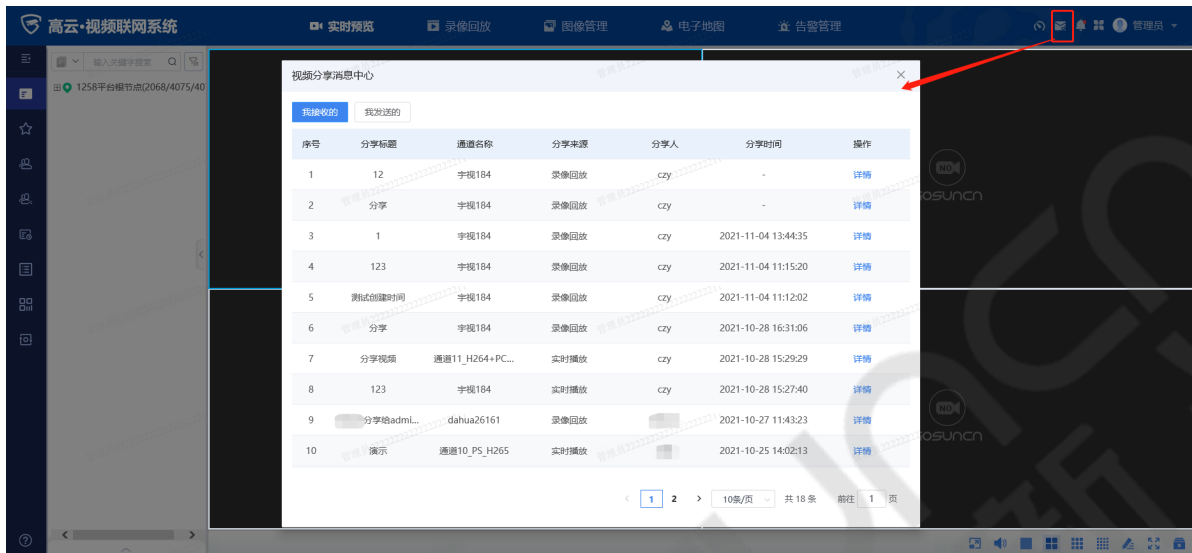 高云·视频联网系统 实时预览 录像回放 图像管理 电子地图 告警管理 管理员
输入关键字搜索
1258平台根节点(2068/4075/40
视频分享消息中心
我接收的 我发送的
序号 分享标题 通道名称 分享来源 分享人 分享时间 操作
1 12 宇视184 录像回放 czy - 详情
2 分享 宇视184 录像回放 czy - 详情
3 1 宇视184 录像回放 czy 2021-11-04 13:44:35 详情
4 123 宇视184 录像回放 czy 2021-11-04 11:15:20 详情
5 测试创建时间 宇视184 录像回放 czy 2021-11-04 11:12:02 详情
6 分享 宇视184 录像回放 czy 2021-10-28 16:31:06 详情
7 分享视频 通道11_H264+PC... 实时播放 czy 2021-10-28 15:29:29 详情
8 123 宇视184 实时播放 czy 2021-10-28 15:27:40 详情
9 分享给admi... dahua26161 录像回放 2021-10-27 11:43:23 详情
10 演示 通道10_PS_H265 实时播放 2021-10-25 14:02:13 详情
1 2 10条/页 共 18 条 前往 1 页
NO
osuncn
NO
osuncn